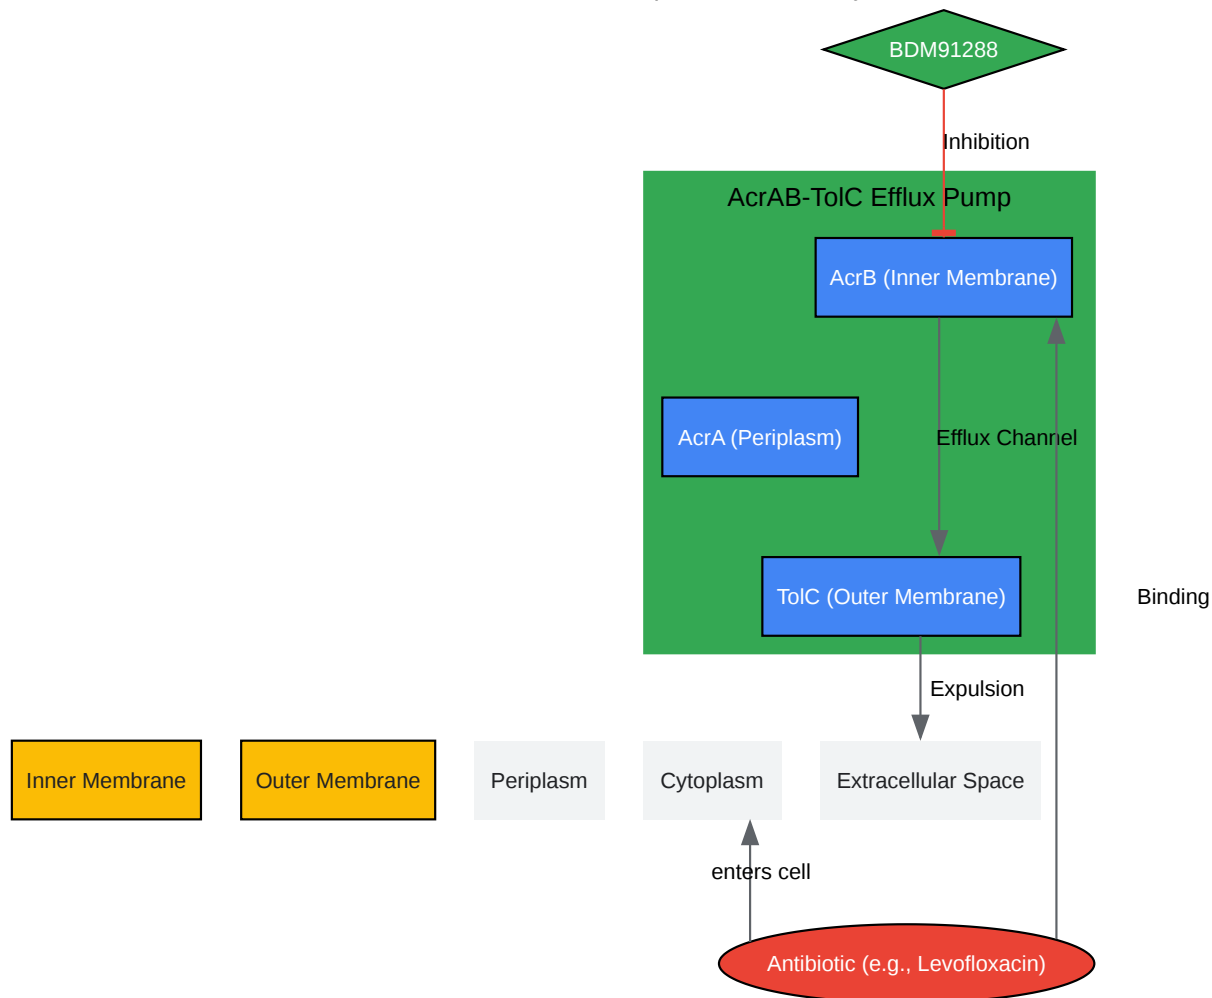 BDM91288
Inhibition
AcrAB-TolC Efflux Pump
AcrB (Inner Membrane)
AcrA (Periplasm)
Efflux Channel
TolC (Outer Membrane)
Binding
Expulsion
Inner Membrane
Outer Membrane
Periplasm
Cytoplasm
Extracellular Space
enters cell
Antibiotic (e.g., Levofloxacin)